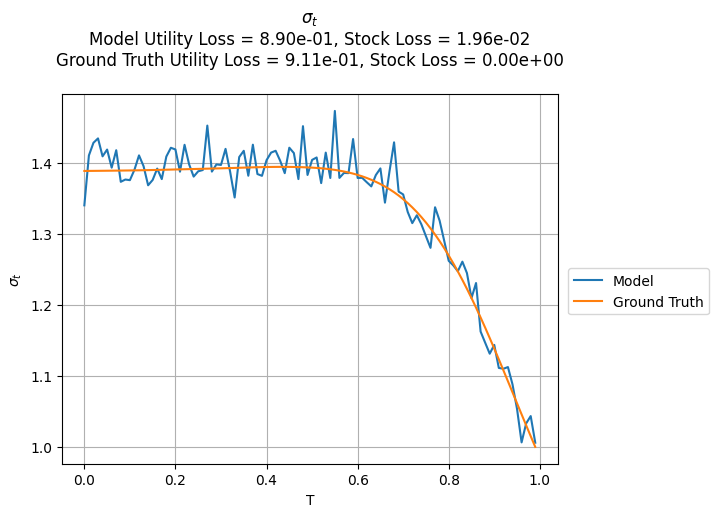 σₜ
Model Utility Loss = 8.90e-01, Stock Loss = 1.96e-02
Ground Truth Utility Loss = 9.11e-01, Stock Loss = 0.00e+00
σₜ
1.4
1.3
1.2
1.1
1.0
0.0 0.2 0.4 0.6 0.8 1.0
T
Model
Ground Truth